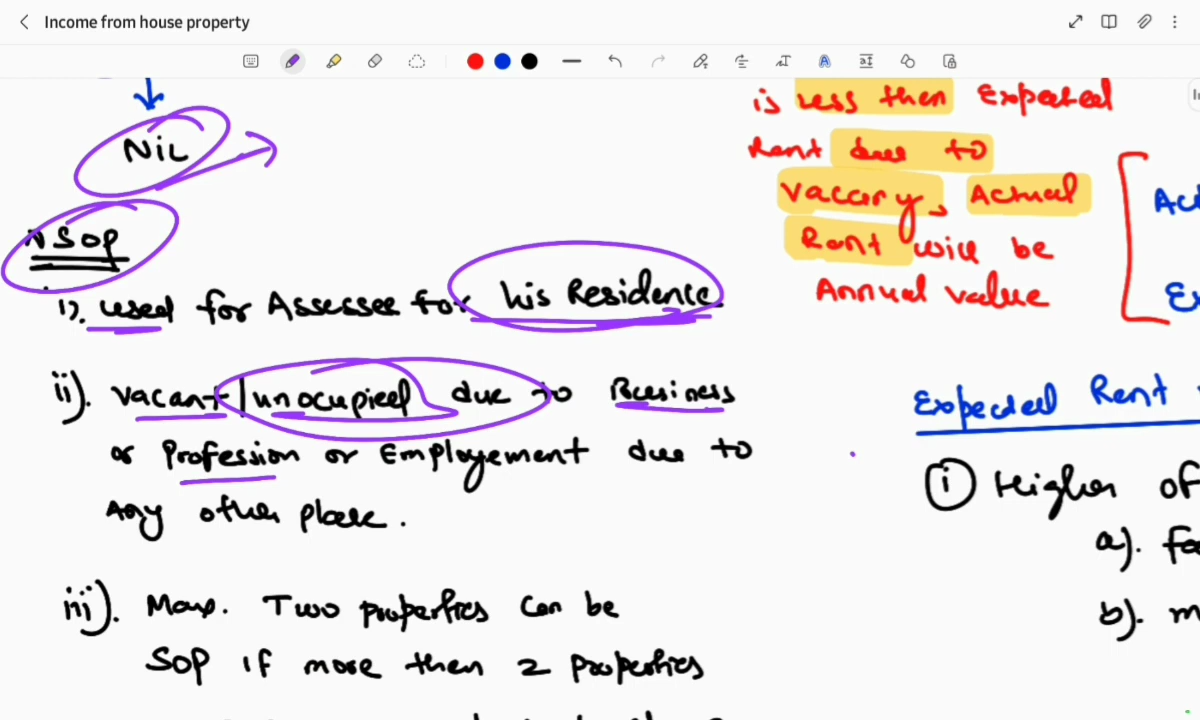 Income from house property
NiL
SOP
i). used for Assessee for his Residence
ii). vacant | unocupied due to Business
or Profession or Employement due to
Any other place.
iii). Max. Two properties can be
SOP if more then 2 properties
is Less then Expected
Rent due to
vaccary, Actual
Rent will be
Annual value
Expected Rent
(i) Higher of
a).
b). m